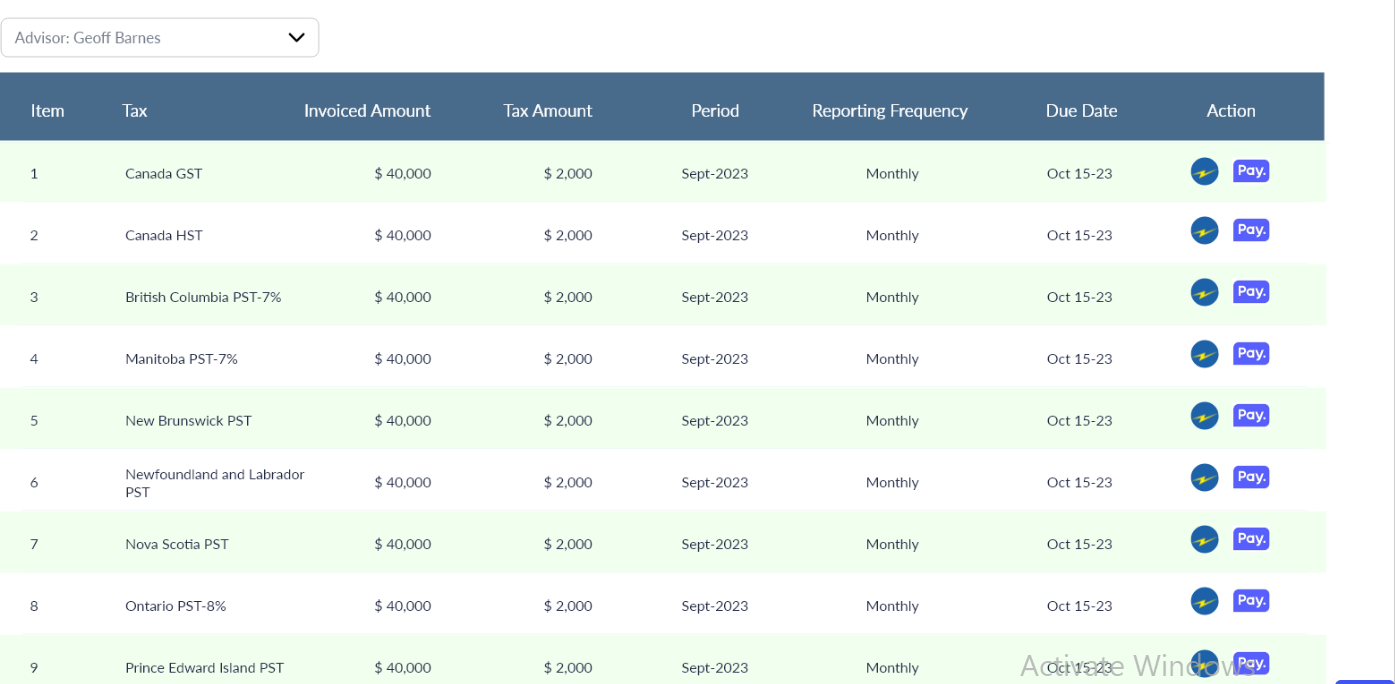 Advisor: Geoff Barnes
Item Tax Invoiced Amount Tax Amount Period Reporting Frequency Due Date Action
1 Canada GST $ 40,000 $ 2,000 Sept-2023 Monthly Oct 15-23 Pay.
2 Canada HST $ 40,000 $ 2,000 Sept-2023 Monthly Oct 15-23 Pay.
3 British Columbia PST-7% $ 40,000 $ 2,000 Sept-2023 Monthly Oct 15-23 Pay.
4 Manitoba PST-7% $ 40,000 $ 2,000 Sept-2023 Monthly Oct 15-23 Pay.
5 New Brunswick PST $ 40,000 $ 2,000 Sept-2023 Monthly Oct 15-23 Pay.
6 Newfoundland and Labrador
PST $ 40,000 $ 2,000 Sept-2023 Monthly Oct 15-23 Pay.
7 Nova Scotia PST $ 40,000 $ 2,000 Sept-2023 Monthly Oct 15-23 Pay.
8 Ontario PST-8% $ 40,000 $ 2,000 Sept-2023 Monthly Oct 15-23 Pay.
9 Prince Edward Island PST $ 40,000 $ 2,000 Sept-2023 Monthly Oct 15-23 Pay.
Activate Windows